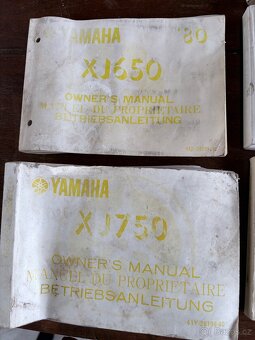 YAMAHA 80
XJ650
OWNER'S MANUAL
MANUEL DU PROPRIETAIRE
BETRIEBSANLEITUNG
YAMAHA
XJ750
OWNER'S MANUAL
MANUEL DU PROPRIETAIRE
BETRIEBSANLEITUNG